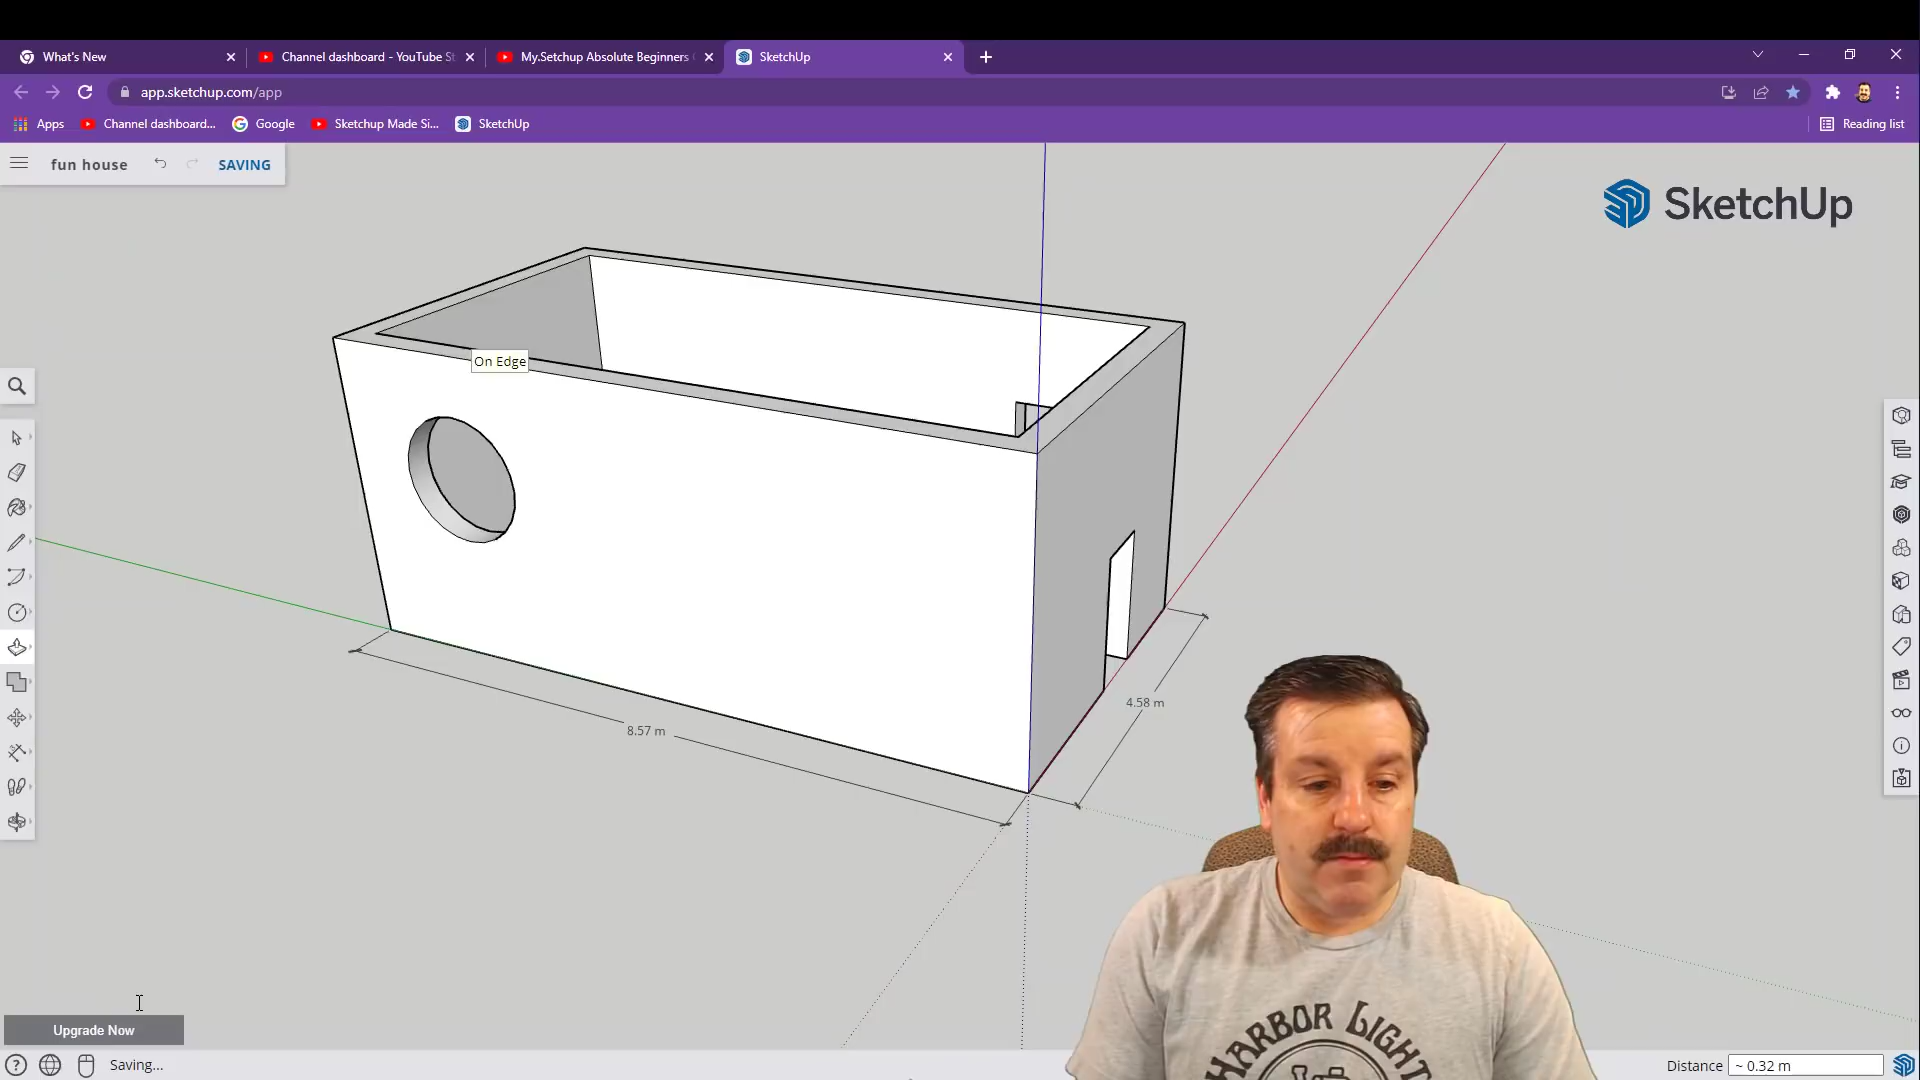 What's New
Channel dashboard - YouTube St
My.Setchup Absolute Beginners
SketchUp
app.sketchup.com/app
Apps
Channel dashboard...
Google
Sketchup Made Si...
SketchUp
Reading list
fun house
SAVING
SketchUp
On Edge
8.57 m
4.58 m
HARBOR LIGHT
Upgrade Now
Saving...
Distance
~ 0.32 m